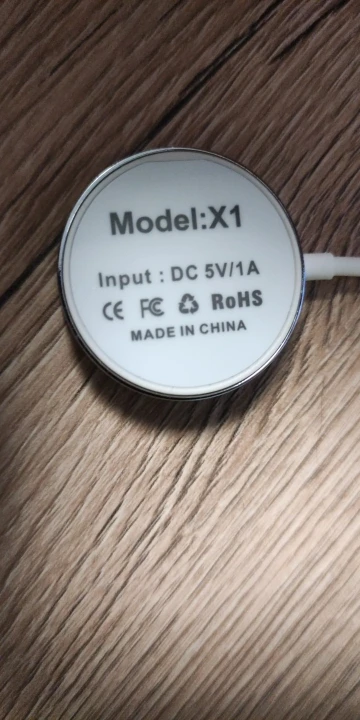 Model:X1
Input : DC 5V/1A
CE FC RoHS
MADE IN CHINA